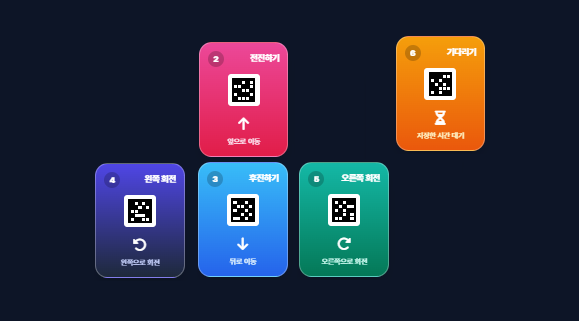 2 전진하기
앞으로 이동
6 기다리기
지정한 시간 대기
4 왼쪽 회전
왼쪽으로 회전
3 후진하기
뒤로 이동
5 오른쪽 회전
오른쪽으로 회전